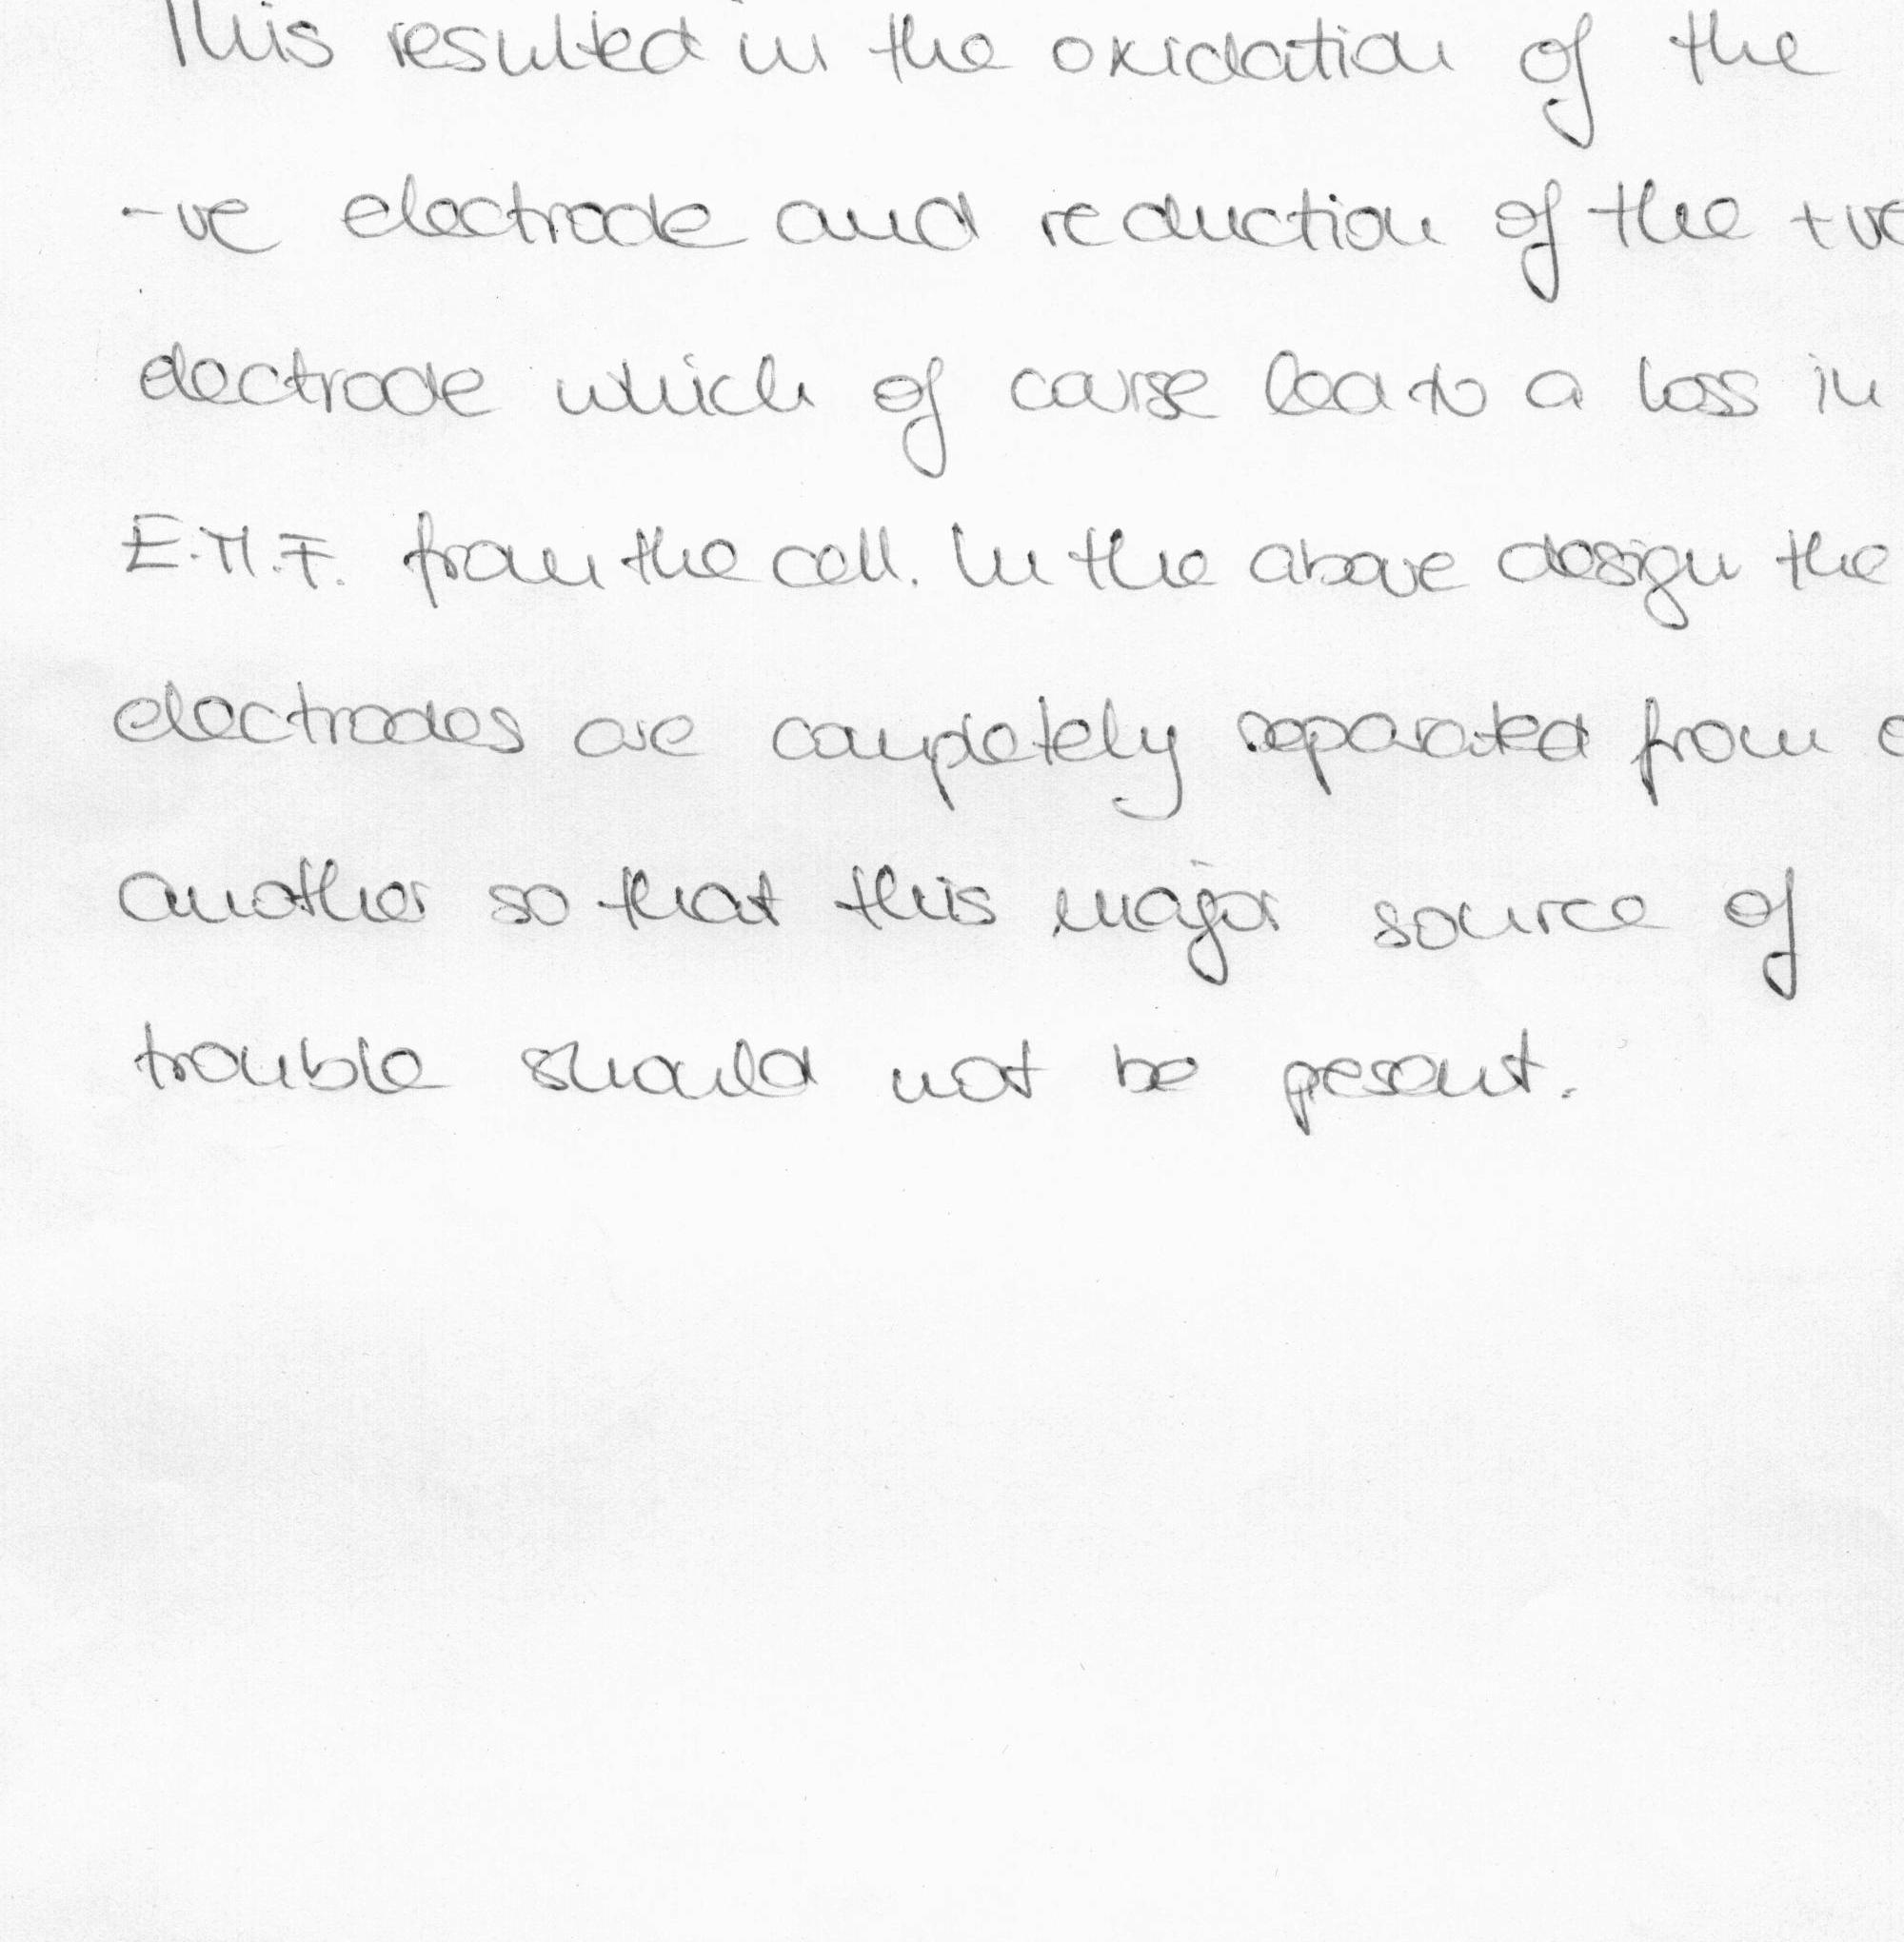 This resulted in the oxidation of the
-ve electrode and reduction of the +ve
electrode which of course lead to a loss in
E.M.F. from the cell. In the above design the
electrodes are completely separated from
another so that this major source of
trouble should not be present.